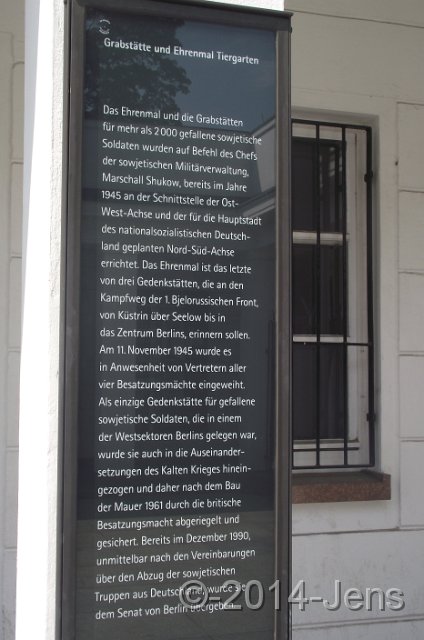 Grabstätte und Ehrenmal Tiergarten
Das Ehrenmal und die Grabstätten
für mehr als 2000 gefallene sowjetische
Soldaten wurden auf Befehl des Chefs
der sowjetischen Militärverwaltung,
Marschall Shukow, bereits im Jahre
1945 an der Schnittstelle der Ost-
West-Achse und der für die Hauptstadt
des nationalsozialistischen Deutsch-
land geplanten Nord-Süd-Achse
errichtet. Das Ehrenmal ist das letzte
von drei Gedenkstätten, die an den
Kampfweg der 1. Bjelorussischen Front,
von Küstrin über Seelow bis in
das Zentrum Berlins, erinnern sollen.
Am 11. November 1945 wurde es
in Anwesenheit von Vertretern aller
vier Besatzungsmächte eingeweiht.
Als einzige Gedenkstätte für gefallene
sowjetische Soldaten, die in einem
der Westsektoren Berlins gelegen war,
wurde sie auch in die Auseinander-
setzungen des Kalten Krieges hinein-
gezogen und daher nach dem Bau
der Mauer 1961 durch die britische
Besatzungsmacht abgeriegelt und
gesichert. Bereits im Dezember 1990,
unmittelbar nach den Vereinbarungen
über den Abzug der sowjetischen
Truppen aus Deutschland, wurde sie
dem Senat von Berlin übergeben.
©-2014-Jens